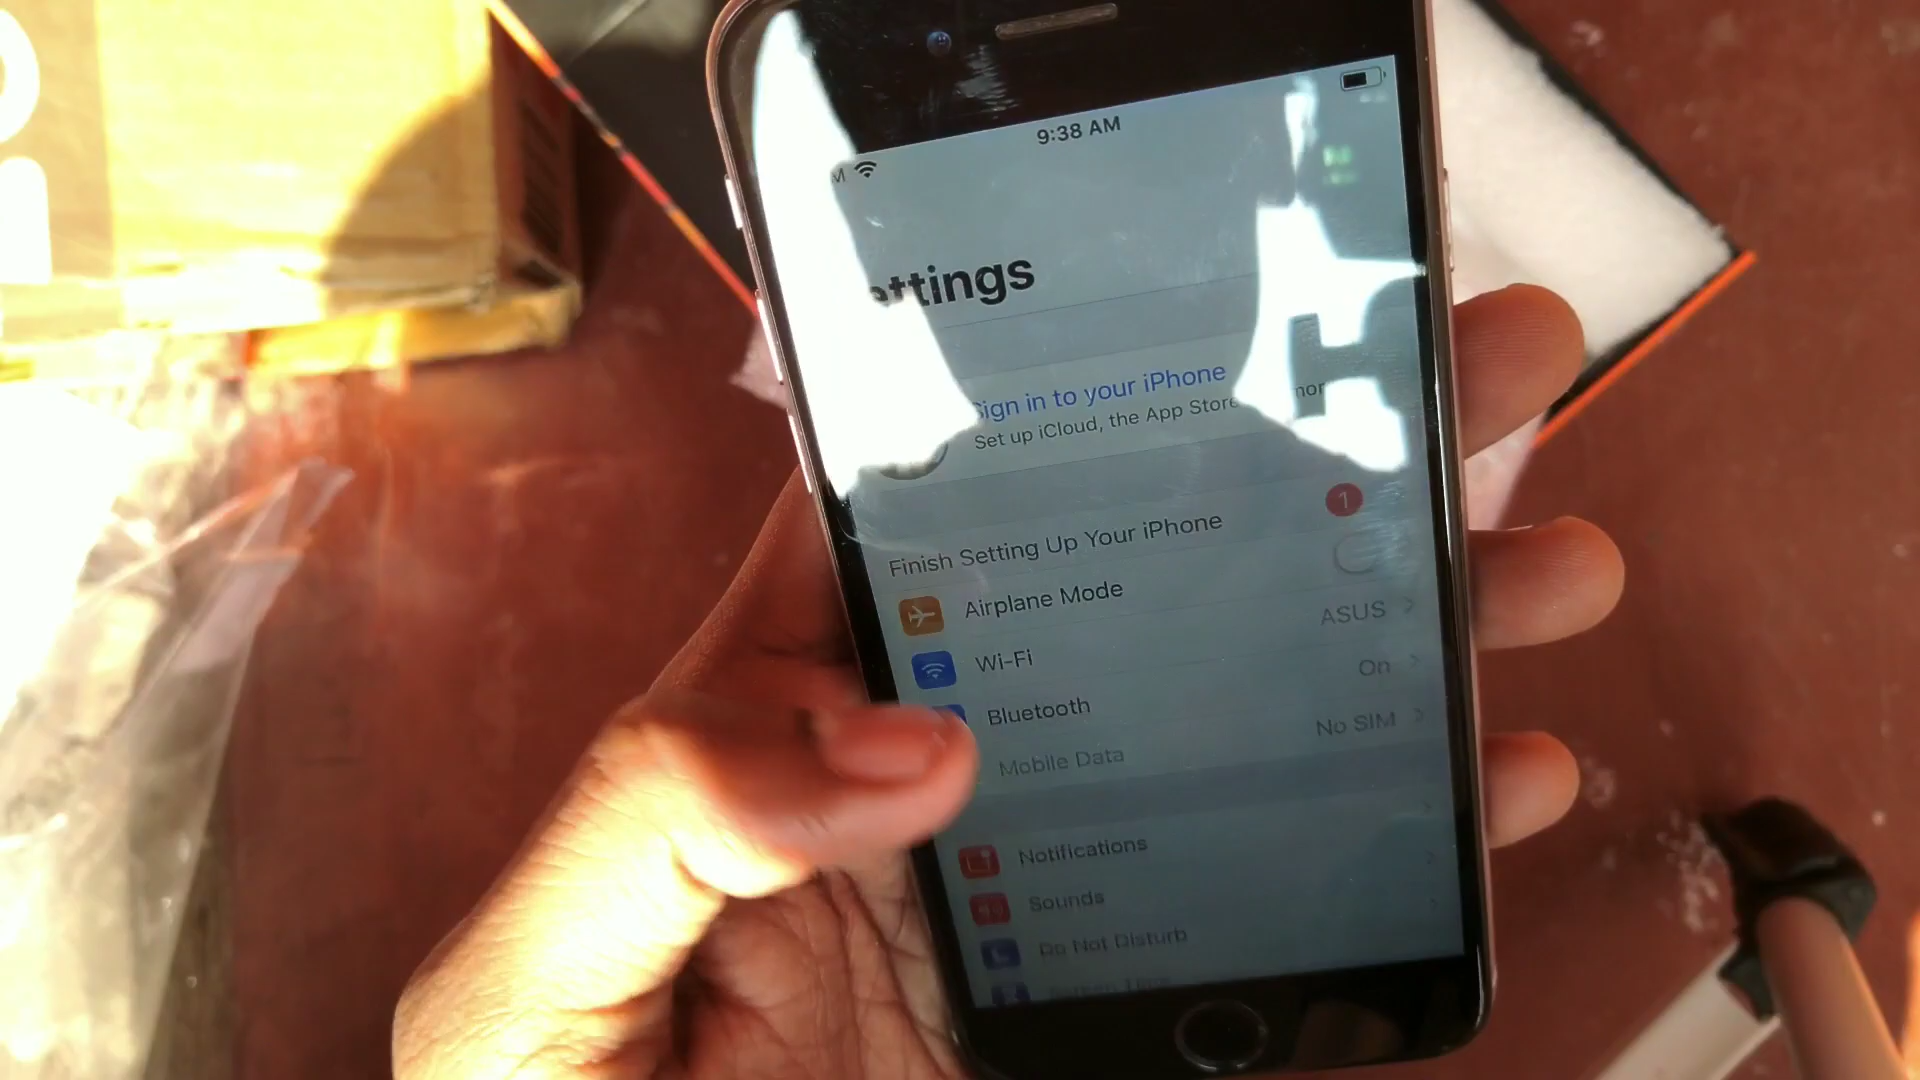 9:38 AM
ettings
Sign in to your iPhone
Set up iCloud, the App Store
Finish Setting Up Your iPhone
1
Airplane Mode
Wi-Fi
ASUS
Bluetooth
On
Mobile Data
No SIM
Notifications
Sounds
Do Not Disturb